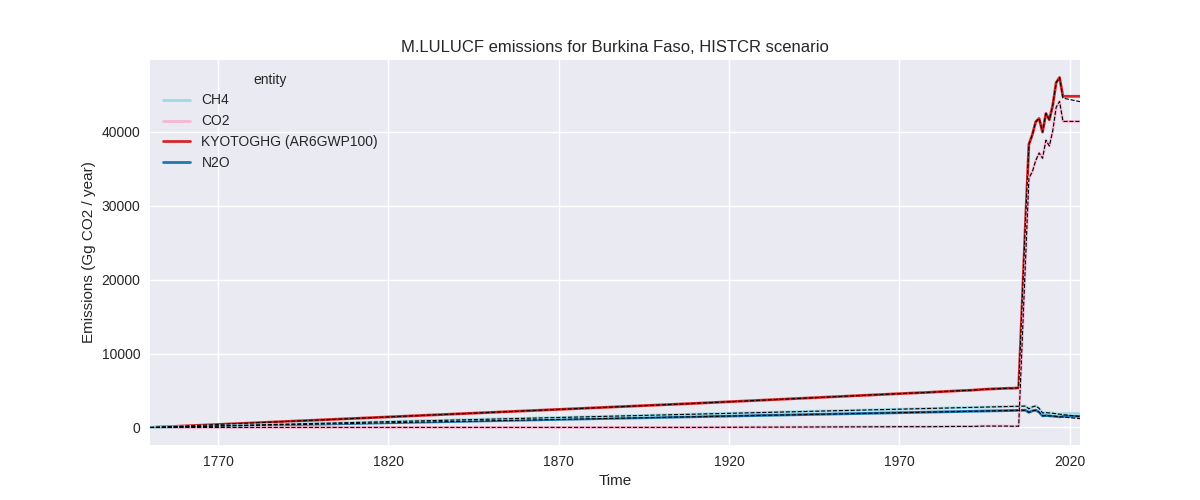 M.LULUCF emissions for Burkina Faso, HISTCR scenario
entity
CH4
CO2
KYOTOGHG (AR6GWP100)
N2O
Emissions (Gg CO2 / year)
40000
30000
20000
10000
0
1770
1820
1870
1920
1970
2020
Time